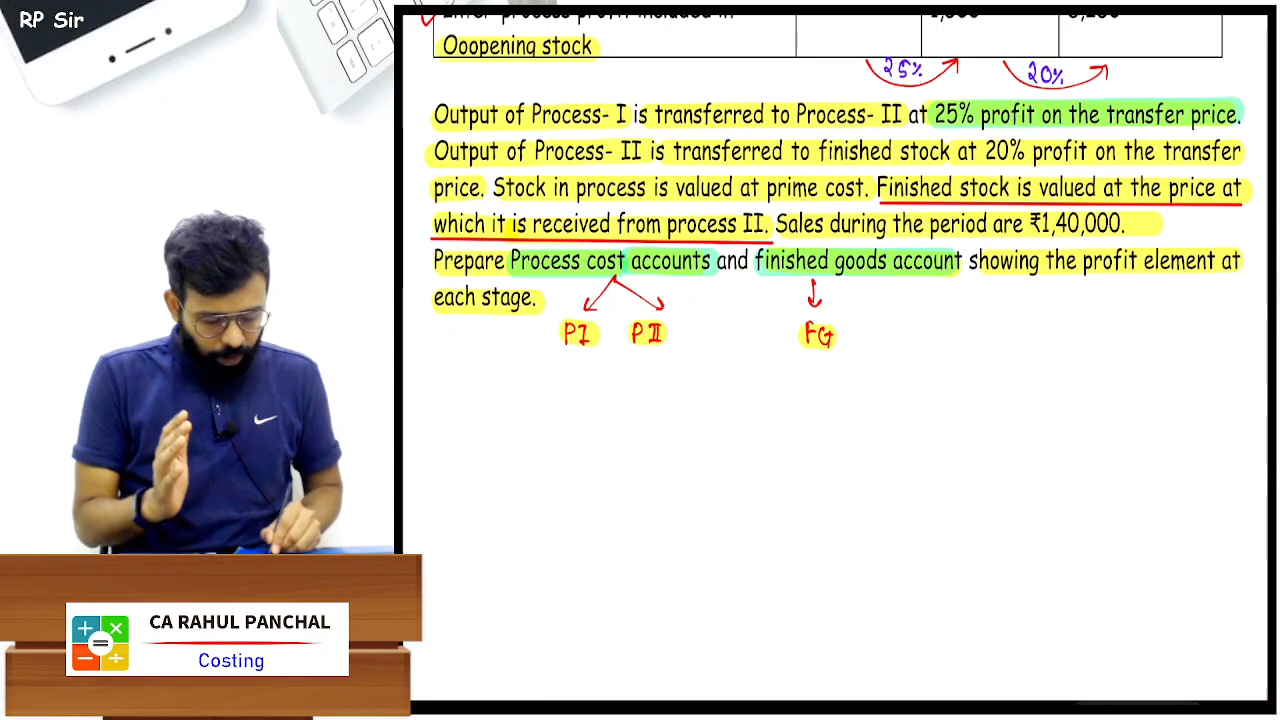 RP Sir
Ooopening stock
25%
20%
Output of Process- I is transferred to Process- II at 25% profit on the transfer price.
Output of Process- II is transferred to finished stock at 20% profit on the transfer
price. Stock in process is valued at prime cost. Finished stock is valued at the price at
which it is received from process II. Sales during the period are ₹1,40,000.
Prepare Process cost accounts and finished goods account showing the profit element at
each stage.
PI PII FG
CA RAHUL PANCHAL
Costing